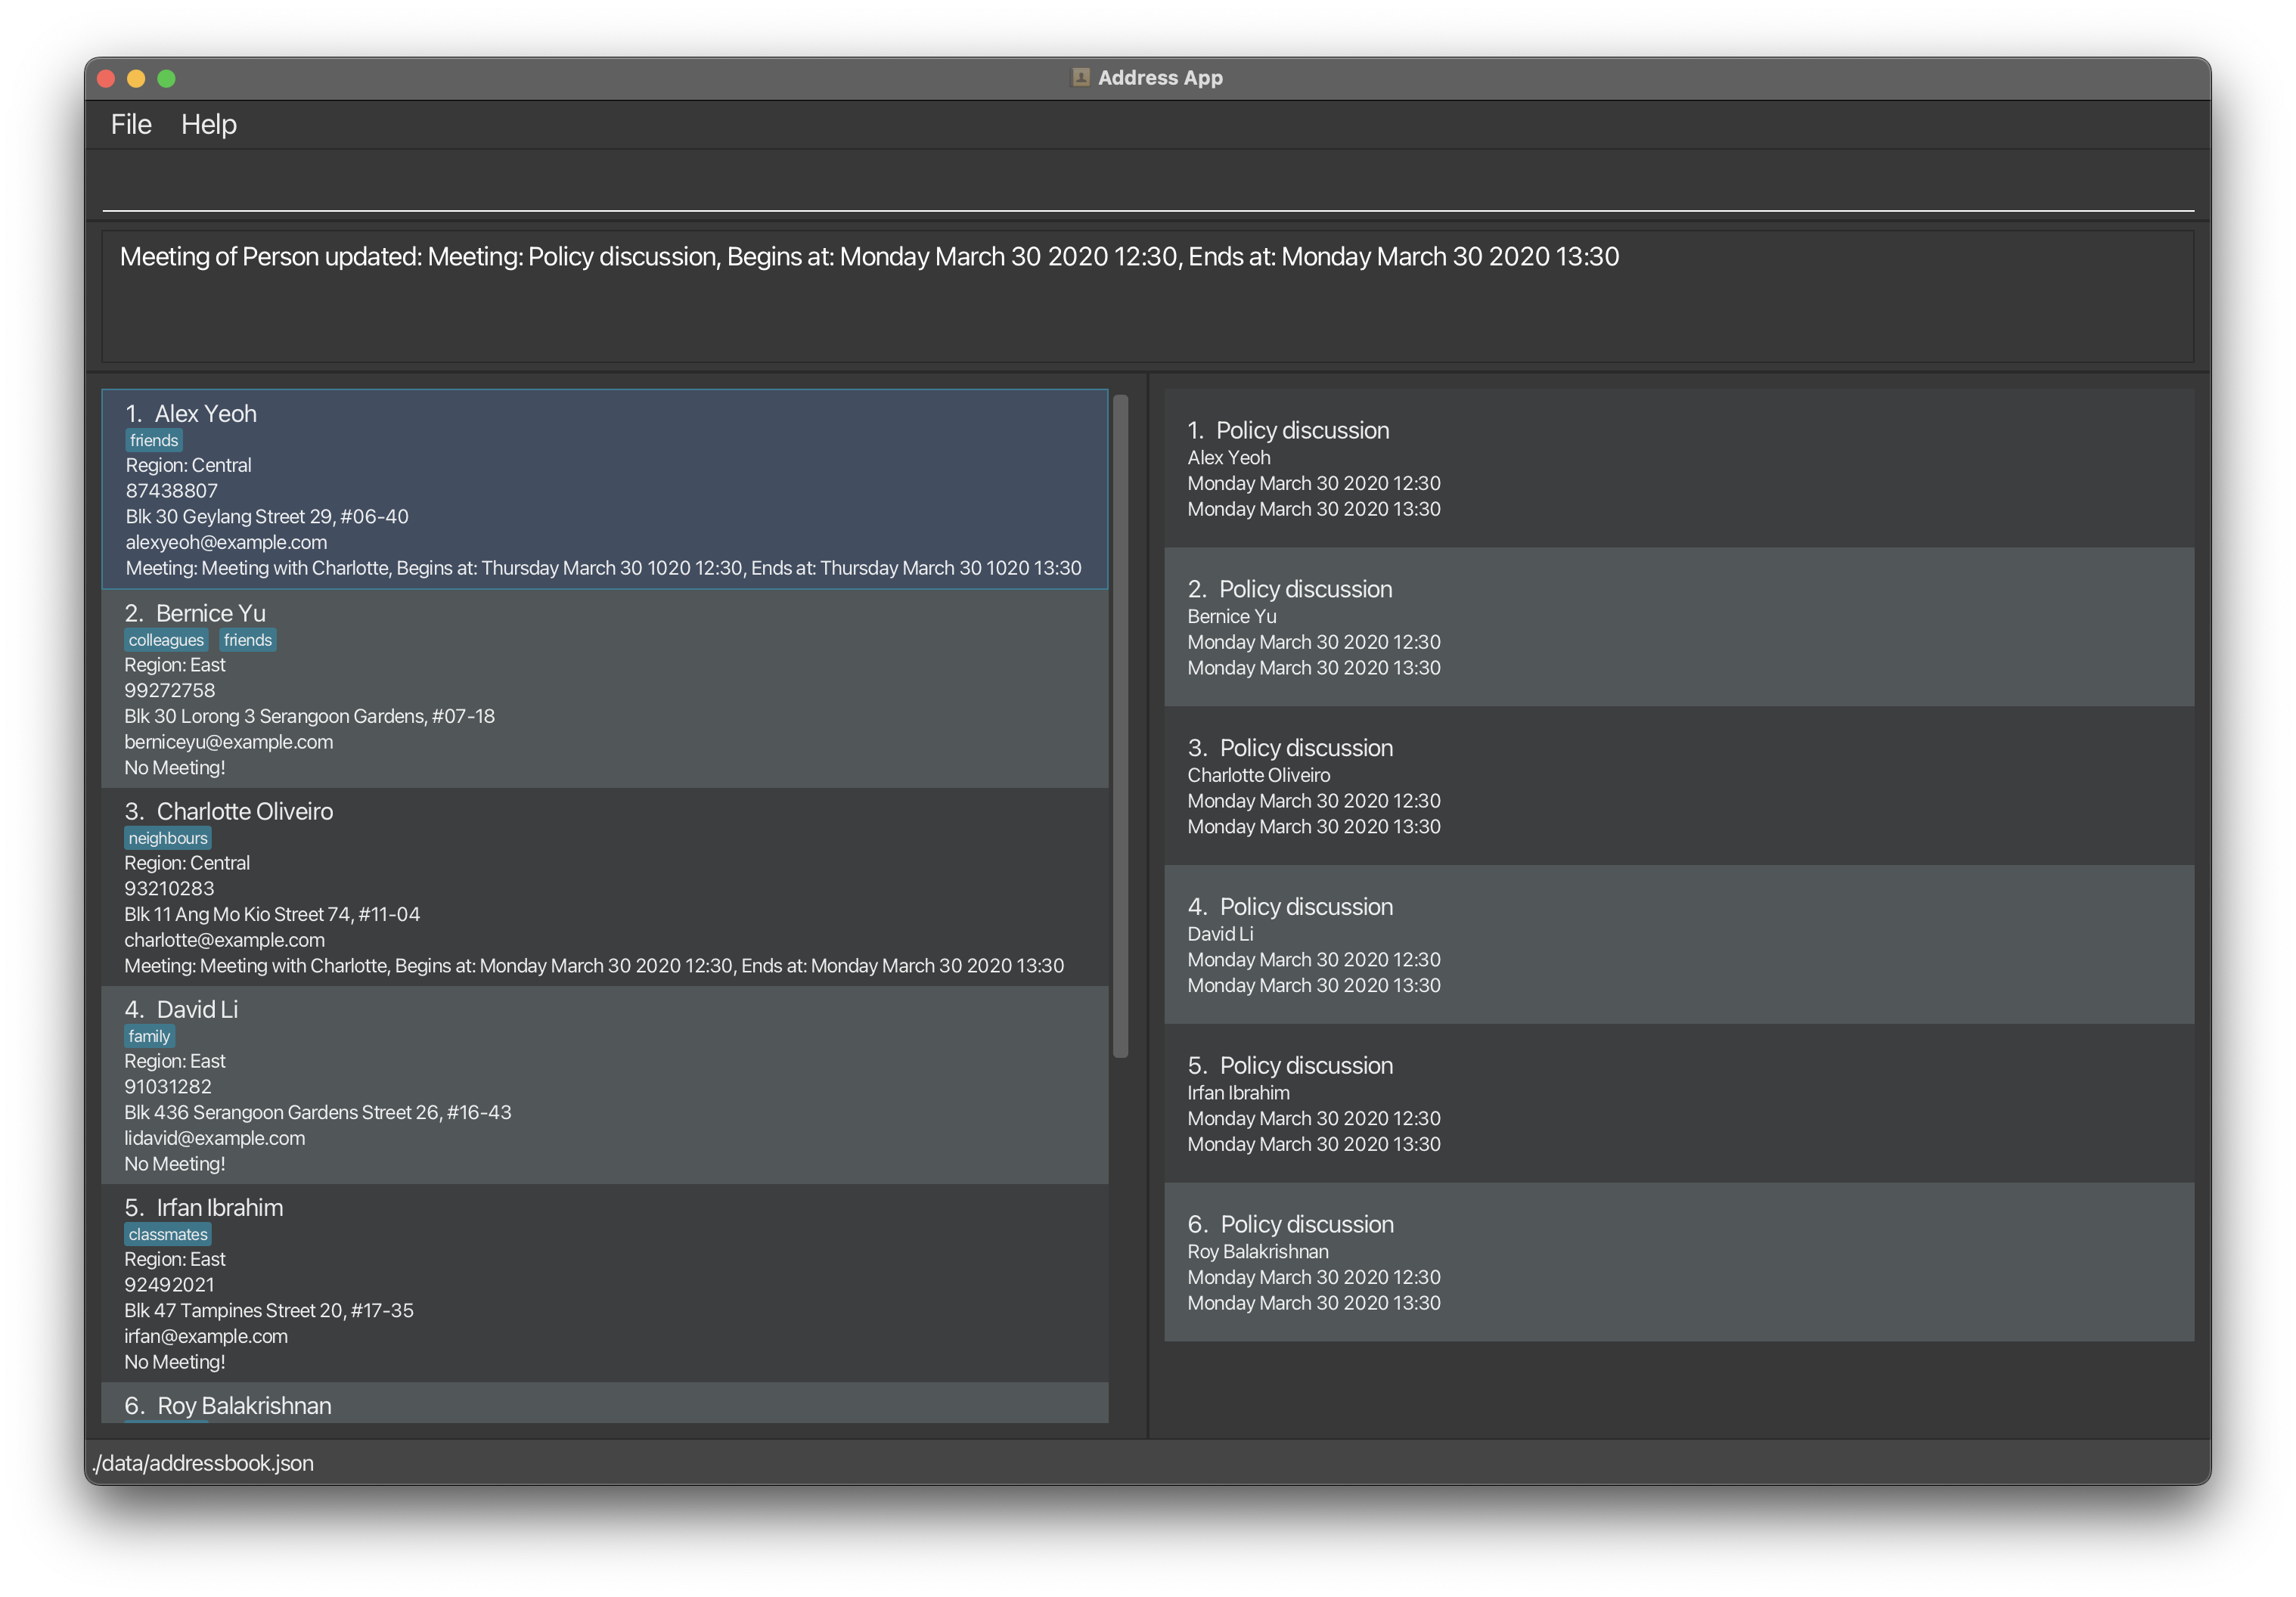 Address App
File Help
Meeting of Person updated: Meeting: Policy discussion, Begins at: Monday March 30 2020 12:30, Ends at: Monday March 30 2020 13:30
1. Alex Yeoh
friends
Region: Central
87438807
Blk 30 Geylang Street 29, #06-40
alexyeoh@example.com
Meeting: Meeting with Charlotte, Begins at: Thursday March 30 1020 12:30, Ends at: Thursday March 30 1020 13:30
2. Bernice Yu
colleagues friends
Region: East
99272758
Blk 30 Lorong 3 Serangoon Gardens, #07-18
berniceyu@example.com
No Meeting!
3. Charlotte Oliveiro
neighbours
Region: Central
93210283
Blk 11 Ang Mo Kio Street 74, #11-04
charlotte@example.com
Meeting: Meeting with Charlotte, Begins at: Monday March 30 2020 12:30, Ends at: Monday March 30 2020 13:30
4. David Li
family
Region: East
91031282
Blk 436 Serangoon Gardens Street 26, #16-43
lidavid@example.com
No Meeting!
5. Irfan Ibrahim
classmates
Region: East
92492021
Blk 47 Tampines Street 20, #17-35
irfan@example.com
No Meeting!
6. Roy Balakrishnan
1. Policy discussion
Alex Yeoh
Monday March 30 2020 12:30
Monday March 30 2020 13:30
2. Policy discussion
Bernice Yu
Monday March 30 2020 12:30
Monday March 30 2020 13:30
3. Policy discussion
Charlotte Oliveiro
Monday March 30 2020 12:30
Monday March 30 2020 13:30
4. Policy discussion
David Li
Monday March 30 2020 12:30
Monday March 30 2020 13:30
5. Policy discussion
Irfan Ibrahim
Monday March 30 2020 12:30
Monday March 30 2020 13:30
6. Policy discussion
Roy Balakrishnan
Monday March 30 2020 12:30
Monday March 30 2020 13:30
./data/addressbook.json